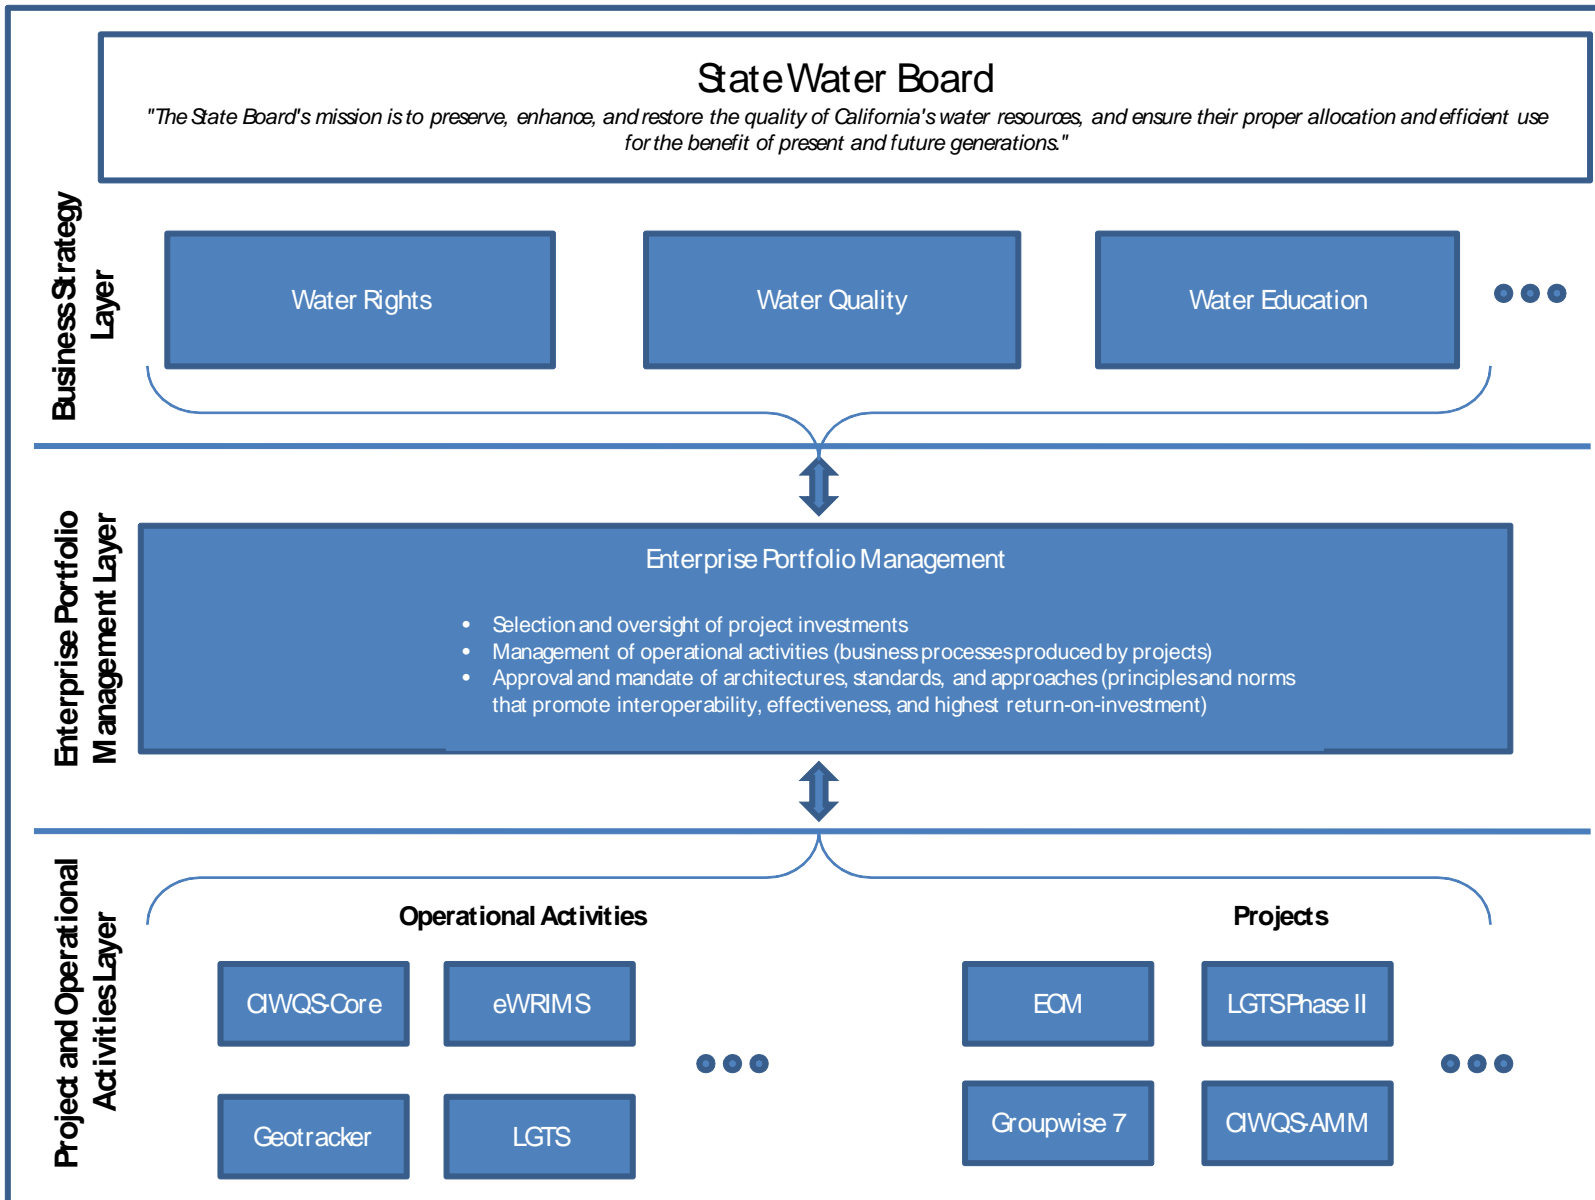 State Water Board
"The State Board's mission is to preserve, enhance, and restore the quality of California's water resources, and ensure their proper allocation and efficient use
for the benefit of present and future generations."
Business Strategy
Layer
Water Rights
Water Quality
Water Education
Enterprise Portfolio
Management Layer
Enterprise Portfolio Management
• Selection and oversight of project investments
• Management of operational activities (business processes produced by projects)
• Approval and mandate of architectures, standards, and approaches (principles and norms
that promote interoperability, effectiveness, and highest return-on-investment)
Project and Operational
Activities Layer
Operational Activities
Projects
CIWQS-Core
eWRIMS
ECM
LGTS Phase II
Geotracker
LGTS
Groupwise 7
CIWQS-AMM